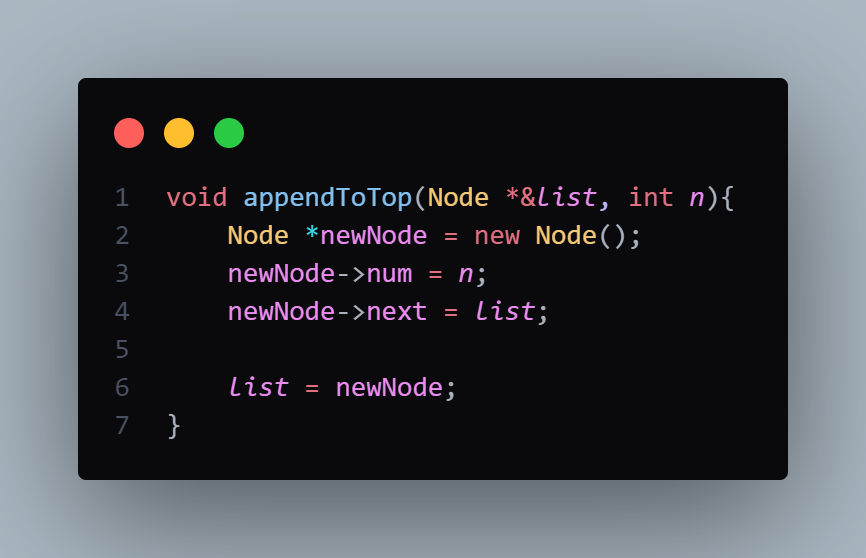 1 void appendToTop(Node *&list, int n){
2     Node *newNode = new Node();
3     newNode->num = n;
4     newNode->next = list;
5
6     list = newNode;
7 }